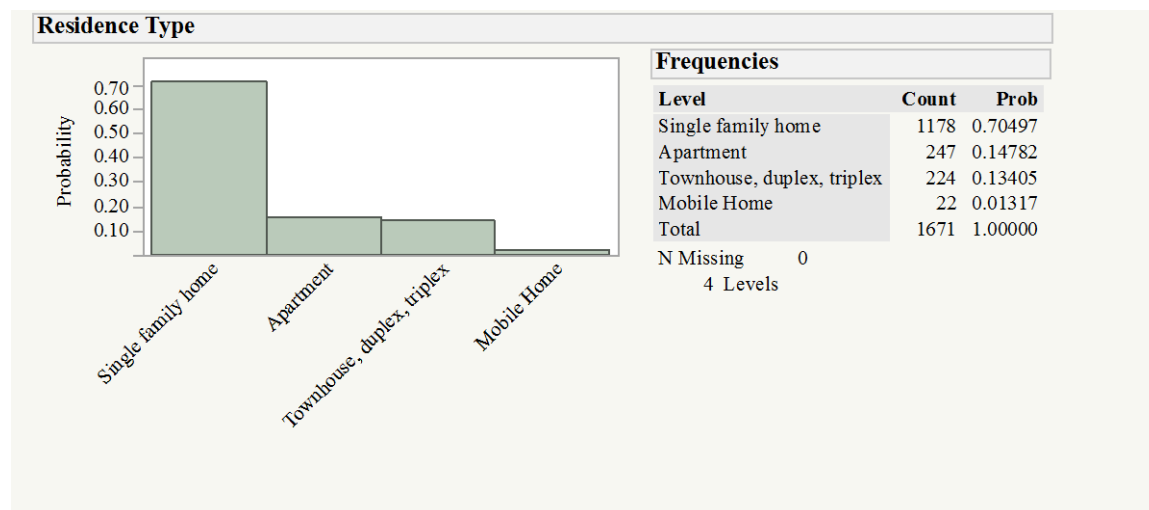 Residence Type
Probability
0.70
0.60
0.50
0.40
0.30
0.20
0.10
Single family home
Apartment
Townhouse, duplex, triplex
Mobile Home
Frequencies
Level Count Prob
Single family home 1178 0.70497
Apartment 247 0.14782
Townhouse, duplex, triplex 224 0.13405
Mobile Home 22 0.01317
Total 1671 1.00000
N Missing 0
4 Levels